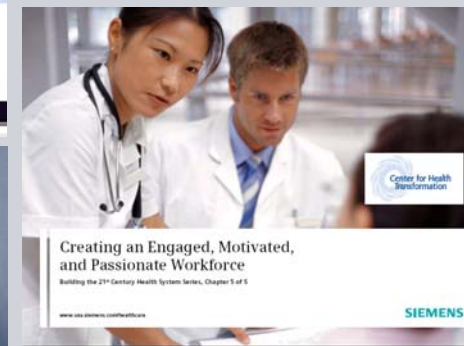 Center for Health
Transformation
Creating an Engaged, Motivated,
and Passionate Workforce
Building the 21st Century Health System Series, Chapter 5 of 5
www.usa.siemens.com/healthcare
SIEMENS